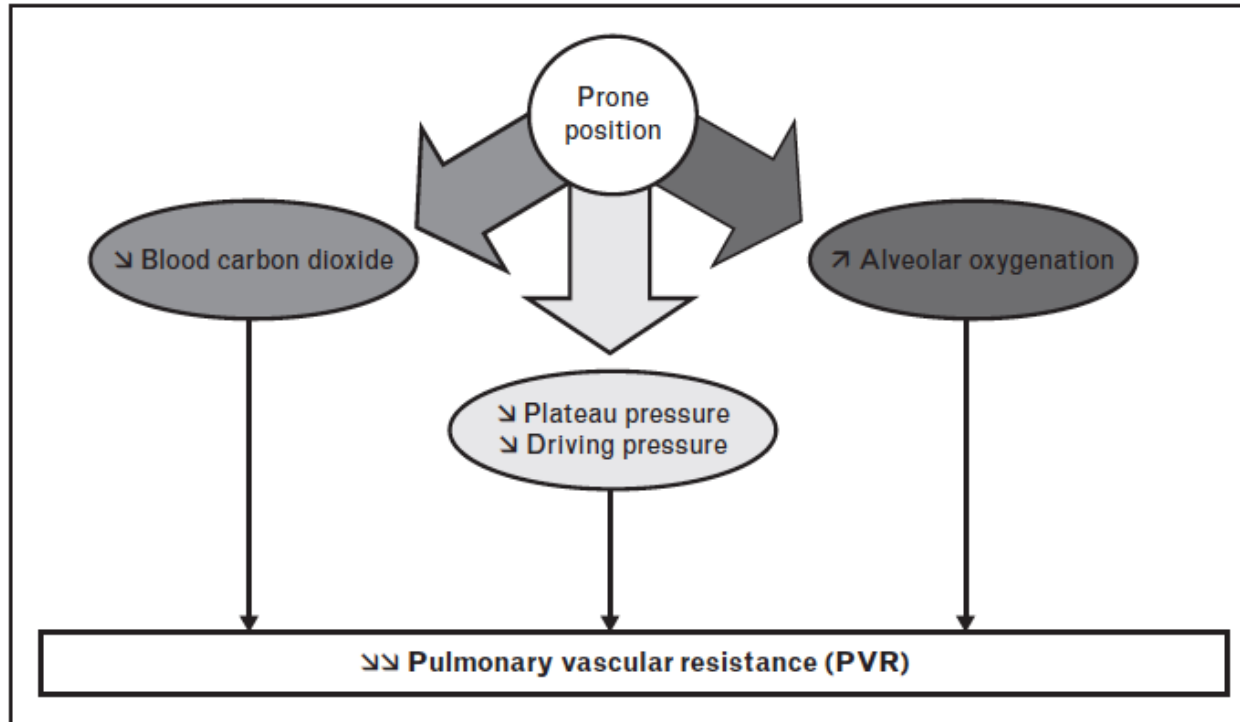 Prone
position
↘ Blood carbon dioxide
↗ Alveolar oxygenation
↘ Plateau pressure
↘ Driving pressure
↘↘ Pulmonary vascular resistance (PVR)